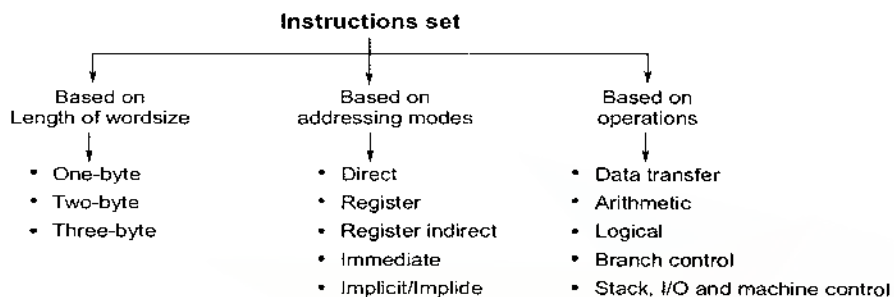 Instructions set
Based on
Length of wordsize
• One-byte
• Two-byte
• Three-byte
Based on
addressing modes
• Direct
• Register
• Register indirect
• Immediate
• Implicit/Implide
Based on
operations
• Data transfer
• Arithmetic
• Logical
• Branch control
• Stack, I/O and machine control